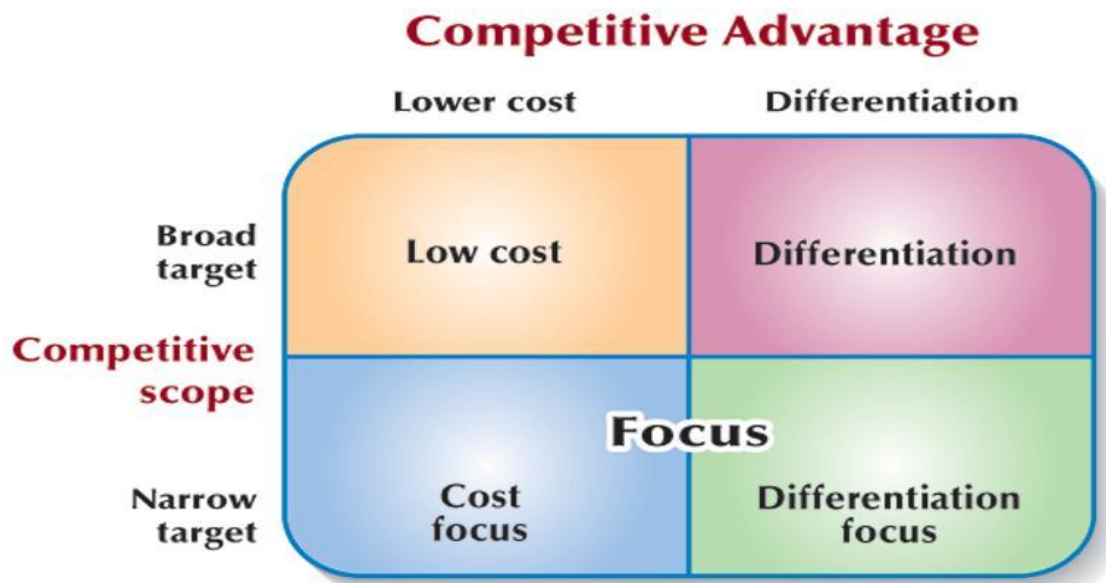 Competitive Advantage
Lower cost
Differentiation
Broad
target
Low cost
Differentiation
Competitive
scope
Focus
Narrow
target
Cost
focus
Differentiation
focus